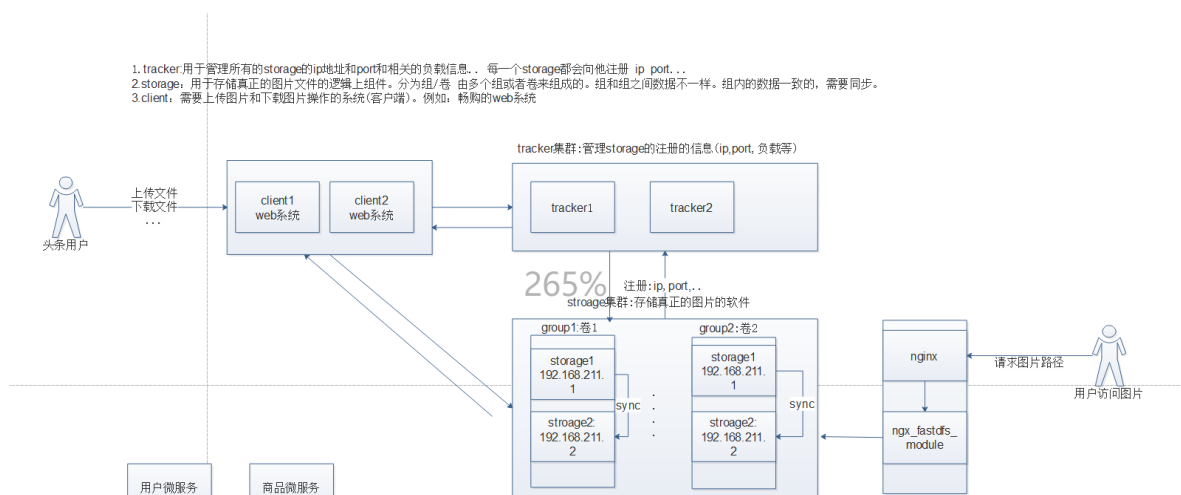 1. tracker:用于管理所有的storage的ip地址和port和相关的负载信息.. 每一个storage都会向他注册 ip port...
2.storage: 用于存储真正的图片文件的逻辑上组件。分为组/卷 由多个组或者卷来组成的。组和组之间数据不一样。组内的数据一致的，需要同步。
3.client: 需要上传图片和下载图片操作的系统(客户端)。例如: 畅购的web系统
tracker集群:管理storage的注册的信息(ip,port, 负载等)
上传文件
下载文件
...
头条用户
client1
web系统
client2
web系统
tracker1
tracker2
265%
注册:ip, port,..
stroage集群:存储真正的图片的软件
group1:卷1
group2:卷2
storage1
192.168.211.
1
stroage2:
192.168.211.
2
sync
.
.
.
.
storage1
192.168.211.
1
stroage2:
192.168.211.
2
sync
nginx
ngx_fastdfs_
module
请求图片路径
用户访问图片
用户微服务
商品微服务